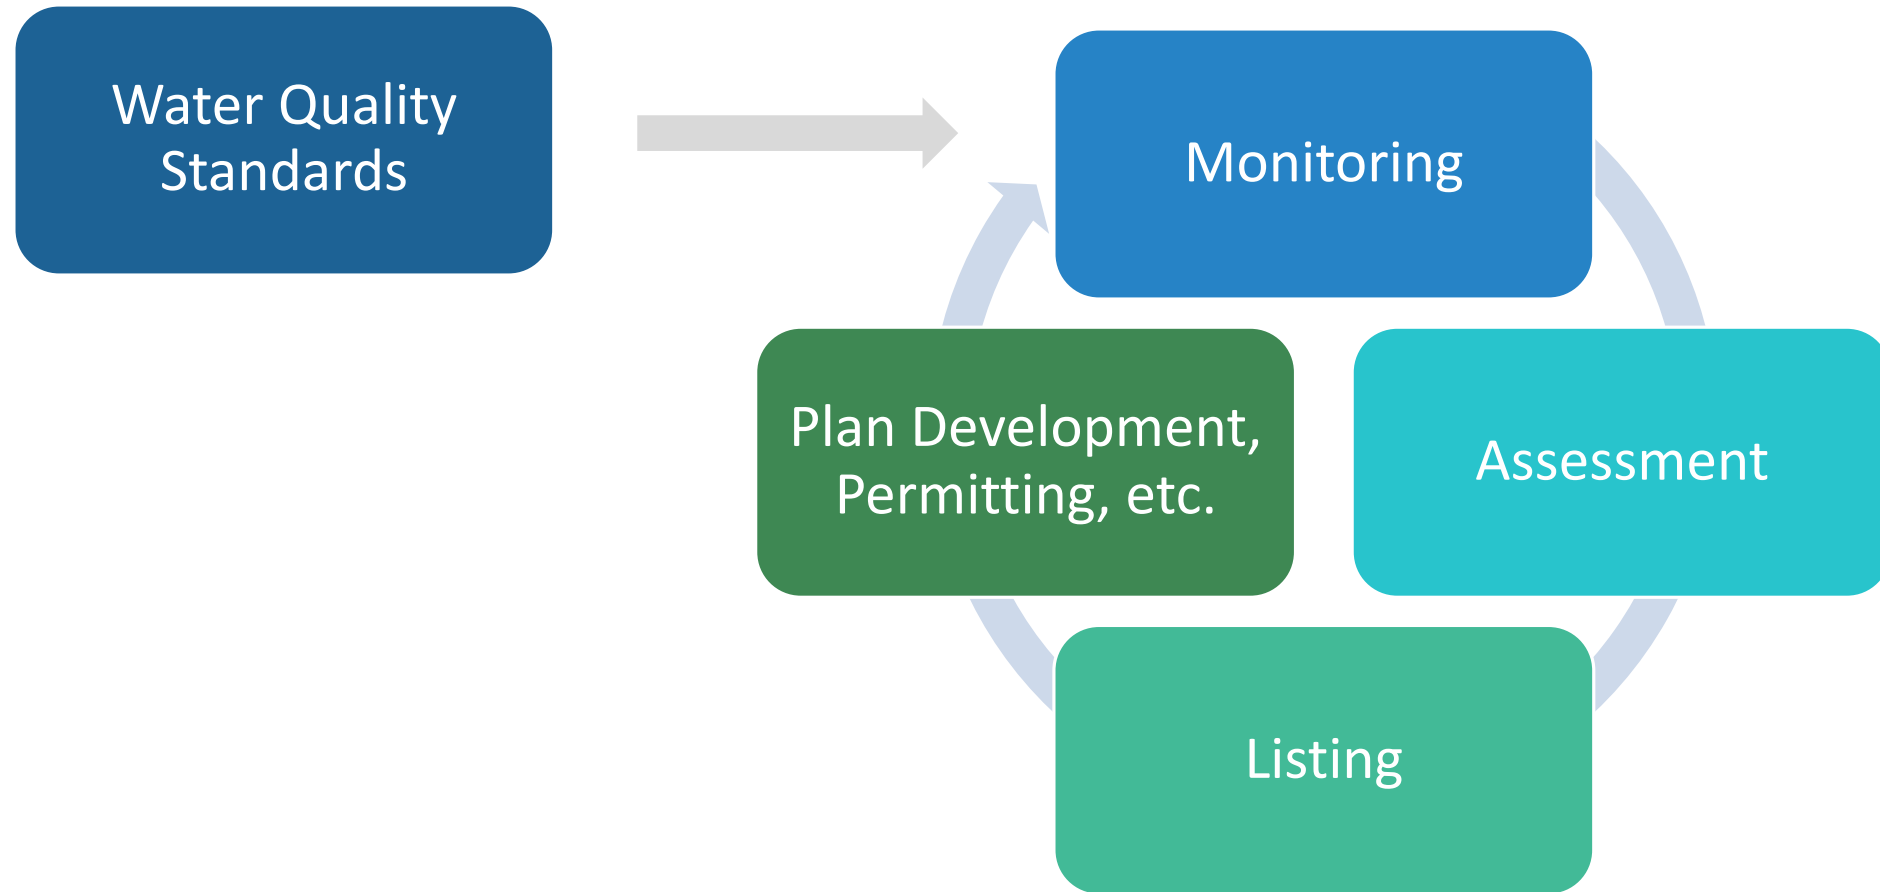 Water Quality
Standards
Monitoring
Plan Development,
Permitting, etc.
Assessment
Listing